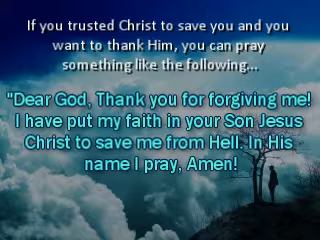 If you trusted Christ to save you and you
want to thank Him, you can pray
something like the following...
"Dear God, Thank you for forgiving me!
I have put my faith in your Son Jesus
Christ to save me from Hell. In His
name I pray, Amen!